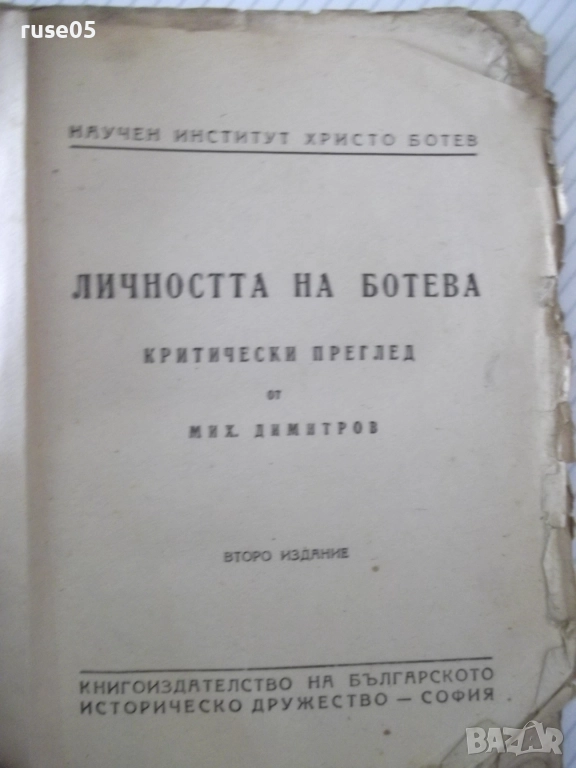 ruse05
НАУЧЕН ИНСТИТУТ ХРИСТО БОТЕВ
ЛИЧНОСТТА НА БОТЕВА
КРИТИЧЕСКИ ПРЕГЛЕД
ОТ
МИХ. ДИМИТРОВ
ВТОРО ИЗДАНИЕ
КНИГОИЗДАТЕЛСТВО НА БЪЛГАРСКОТО
ИСТОРИЧЕСКО ДРУЖЕСТВО — СОФИЯ
BAZAR